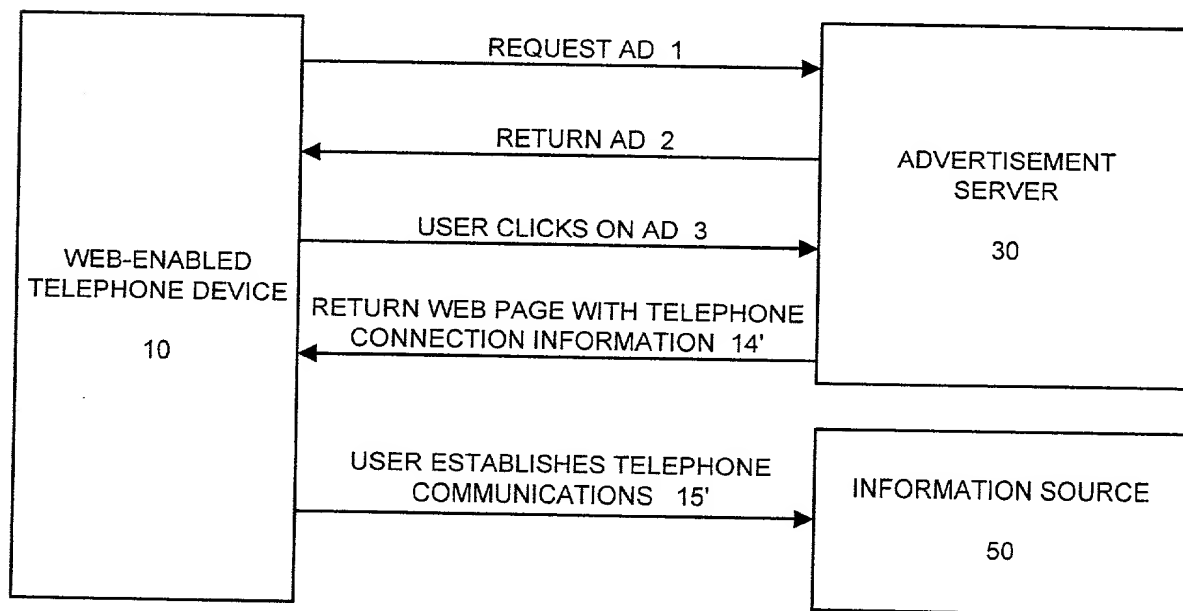 REQUEST AD 1
RETURN AD 2
USER CLICKS ON AD 3
WEB-ENABLED
TELEPHONE DEVICE
10
RETURN WEB PAGE WITH TELEPHONE
CONNECTION INFORMATION 14'
USER ESTABLISHES TELEPHONE
COMMUNICATIONS 15'
ADVERTISEMENT
SERVER
30
INFORMATION SOURCE
50